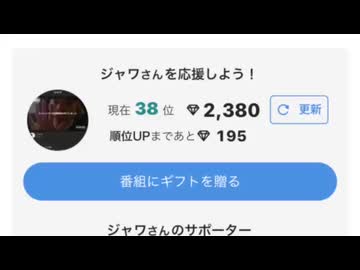 ジャワさんを応援しよう！
現在 38 位 2,380 更新
順位UPまであと 195
番組にギフトを贈る
ジャワさんのサポーター